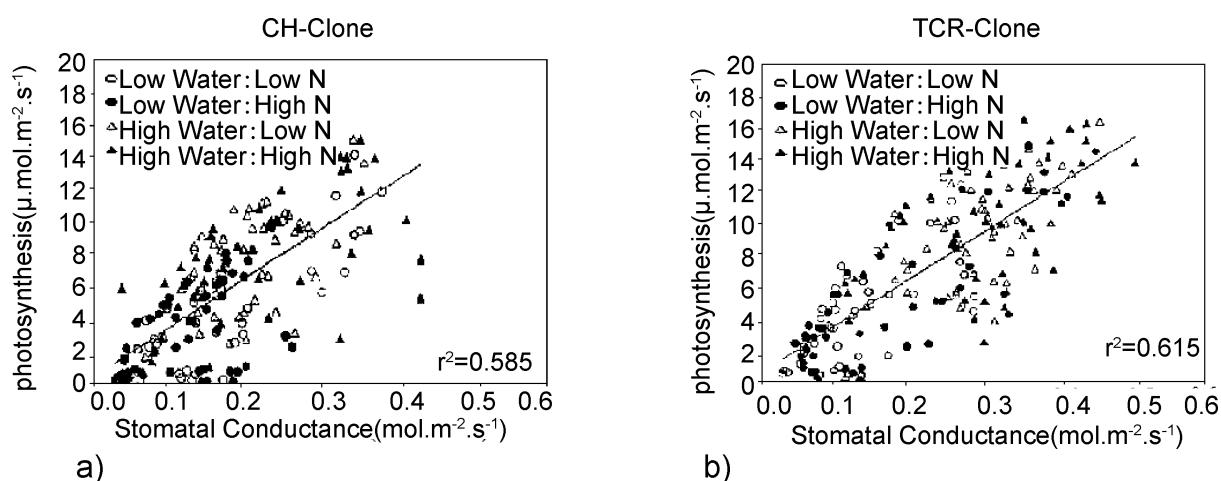 CH-Clone
20
18
16
14
12
10
8
6
4
2
0
photosynthesis(μ.mol.m-2.s-1)
Low Water:Low N
Low Water:High N
High Water:Low N
High Water:High N
r2=0.585
0.0 0.1 0.2 0.3 0.4 0.5 0.6
Stomatal Conductance(mol.m-2.s-1)
a)
TCR-Clone
20
18
16
14
12
10
8
6
4
2
0
photosynthesis(μ.mol.m-2.s-1)
Low Water:Low N
Low Water:High N
High Water:Low N
High Water:High N
r2=0.615
0.0 0.1 0.2 0.3 0.4 0.5 0.6
Stomatal Conductance(mol.m-2.s-1)
b)